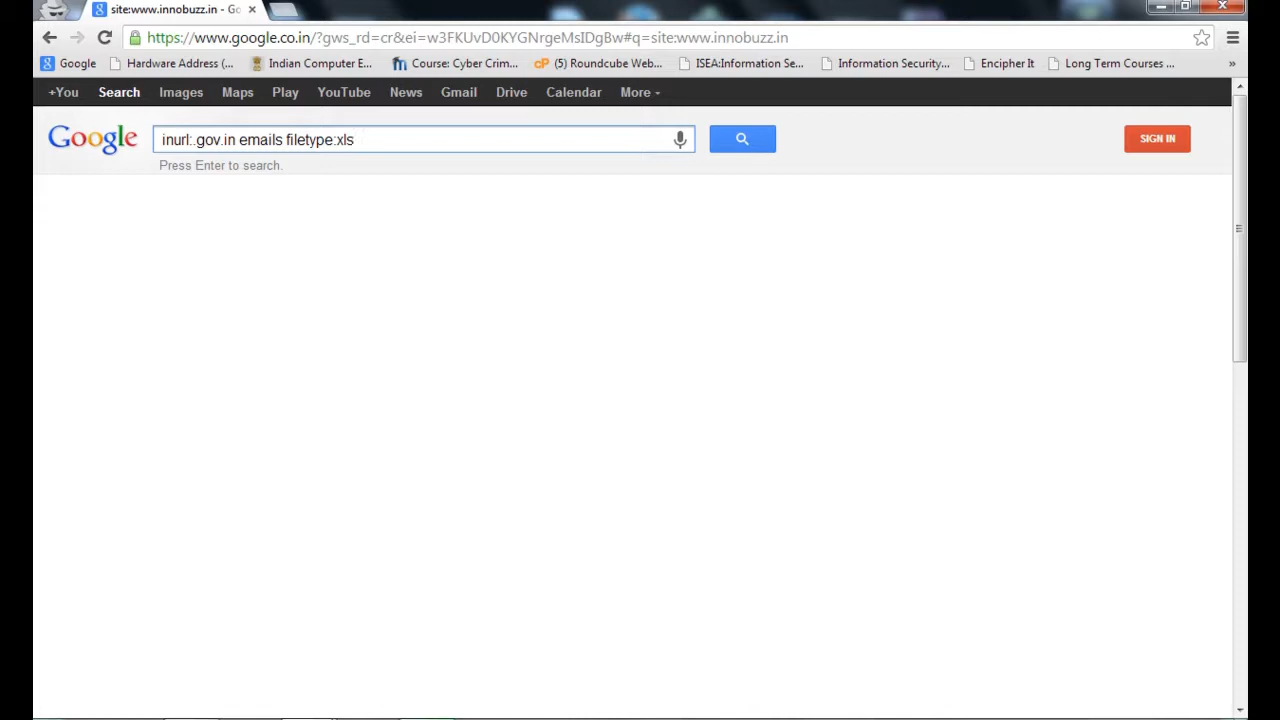 site:www.innobuzz.in - Go
https://www.google.co.in/?gws_rd=cr&ei=w3FKUvD0KYGNrgeMsIDgBw#q=site:www.innobuzz.in
Google Hardware Address (... Indian Computer E... Course: Cyber Crim... (5) Roundcube Web... ISEA:Information Se... Information Security... Encipher It Long Term Courses ... »
+You Search Images Maps Play YouTube News Gmail Drive Calendar More
Google inurl:.gov.in emails filetype:xls SIGN IN
Press Enter to search.